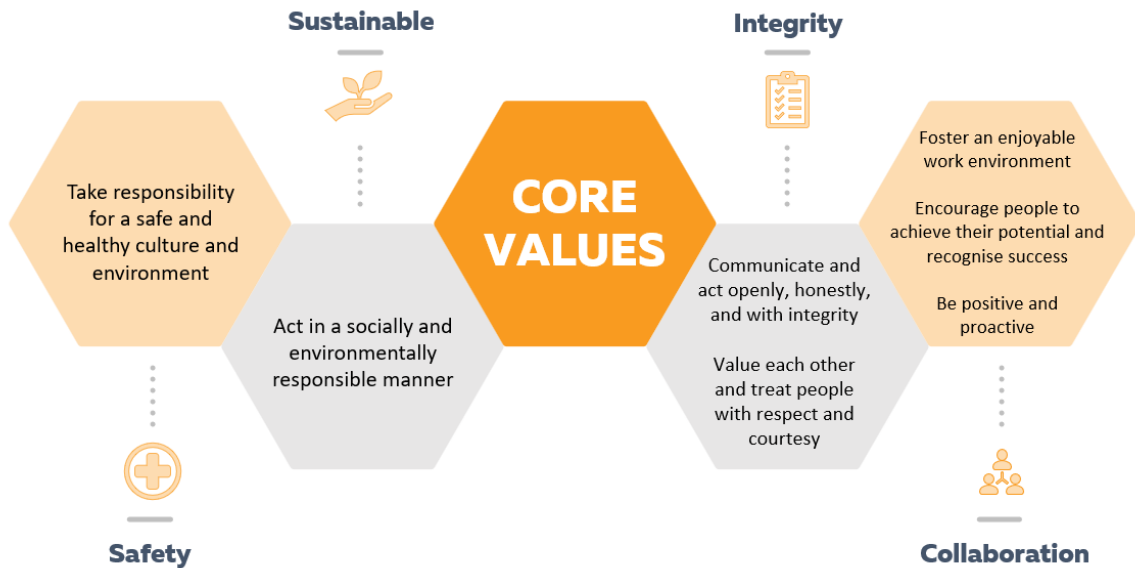 Sustainable
Integrity
Take responsibility
for a safe and
healthy culture and
environment
Act in a socially and
environmentally
responsible manner
CORE
VALUES
Communicate and
act openly, honestly,
and with integrity
Value each other
and treat people
with respect and
courtesy
Foster an enjoyable
work environment
Encourage people to
achieve their potential and
recognise success
Be positive and
proactive
Safety
Collaboration